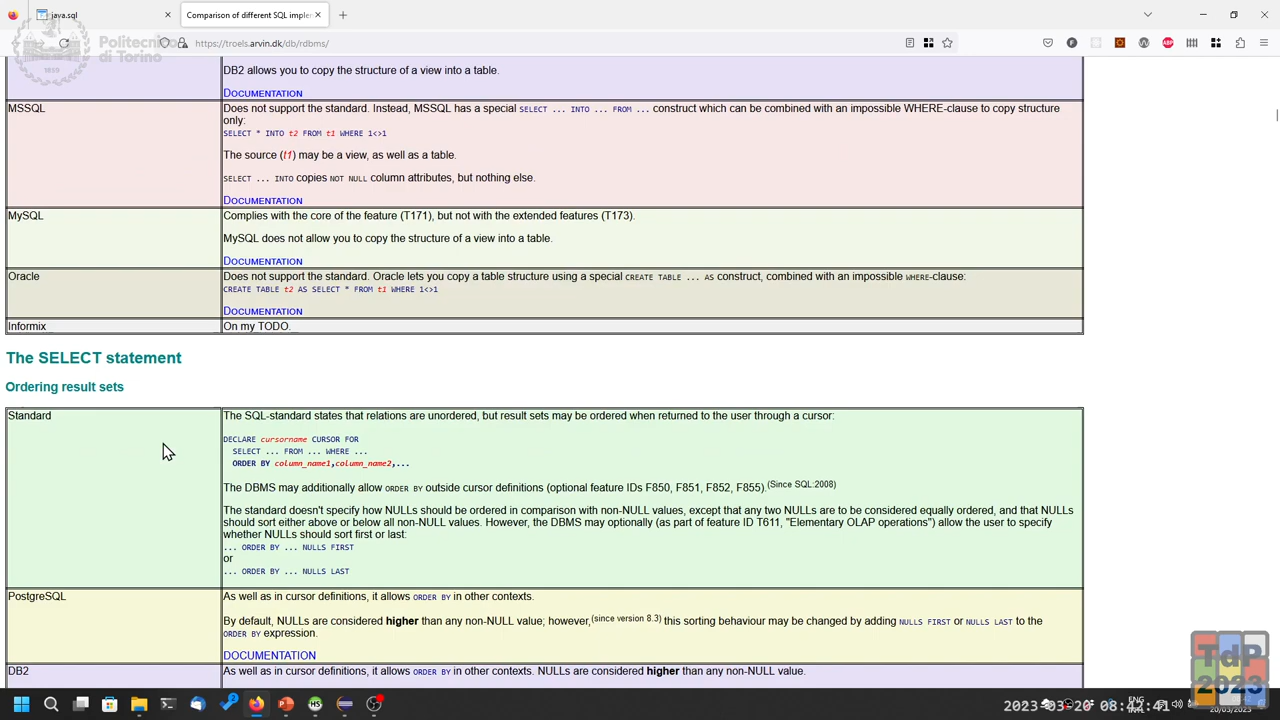 java.sql
Comparison of different SQL imple
Politecnico
di Torino
https://troels.arvin.dk/db/rdbms/
DB2 allows you to copy the structure of a view into a table.
DOCUMENTATION
MSSQL
Does not support the standard. Instead, MSSQL has a special SELECT ... INTO ... FROM ... construct which can be combined with an impossible WHERE-clause to copy structure
only:
SELECT * INTO t2 FROM t1 WHERE 1<>1
The source (t1) may be a view, as well as a table.
SELECT ... INTO copies NOT NULL column attributes, but nothing else.
DOCUMENTATION
MySQL
Complies with the core of the feature (T171), but not with the extended features (T173).
MySQL does not allow you to copy the structure of a view into a table.
DOCUMENTATION
Oracle
Does not support the standard. Oracle lets you copy a table structure using a special CREATE TABLE ... AS construct, combined with an impossible WHERE-clause:
CREATE TABLE t2 AS SELECT * FROM t1 WHERE 1<>1
DOCUMENTATION
Informix
On my TODO.
The SELECT statement
Ordering result sets
Standard
The SQL-standard states that relations are unordered, but result sets may be ordered when returned to the user through a cursor:
DECLARE cursorname CURSOR FOR
SELECT ... FROM ... WHERE ...
ORDER BY column_name1,column_name2,...
The DBMS may additionally allow ORDER BY outside cursor definitions (optional feature IDs F850, F851, F852, F855).(Since SQL:2008)
The standard doesn't specify how NULLs should be ordered in comparison with non-NULL values, except that any two NULLs are to be considered equally ordered, and that NULLs
should sort either above or below all non-NULL values. However, the DBMS may optionally (as part of feature ID T611, "Elementary OLAP operations") allow the user to specify
whether NULLs should sort first or last:
... ORDER BY ... NULLS FIRST
or
... ORDER BY ... NULLS LAST
PostgreSQL
As well as in cursor definitions, it allows ORDER BY in other contexts.
By default, NULLs are considered higher than any non-NULL value; however,(since version 8.3) this sorting behaviour may be changed by adding NULLS FIRST or NULLS LAST to the
ORDER BY expression.
DOCUMENTATION
DB2
As well as in cursor definitions, it allows ORDER BY in other contexts. NULLs are considered higher than any non-NULL value.
TdP
2023
ENG
2023-03-20 08:42:41
20/03/2023